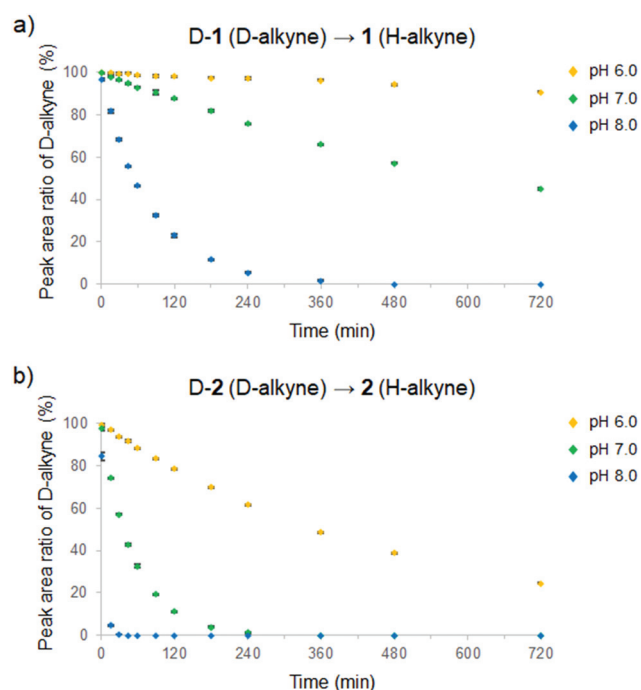 a)
D-1 (D-alkyne) → 1 (H-alkyne)
Peak area ratio of D-alkyne (%)
100
80
60
40
20
0
0 120 240 360 480 600 720
Time (min)
pH 6.0
pH 7.0
pH 8.0
b)
D-2 (D-alkyne) → 2 (H-alkyne)
Peak area ratio of D-alkyne (%)
100
80
60
40
20
0
0 120 240 360 480 600 720
Time (min)
pH 6.0
pH 7.0
pH 8.0